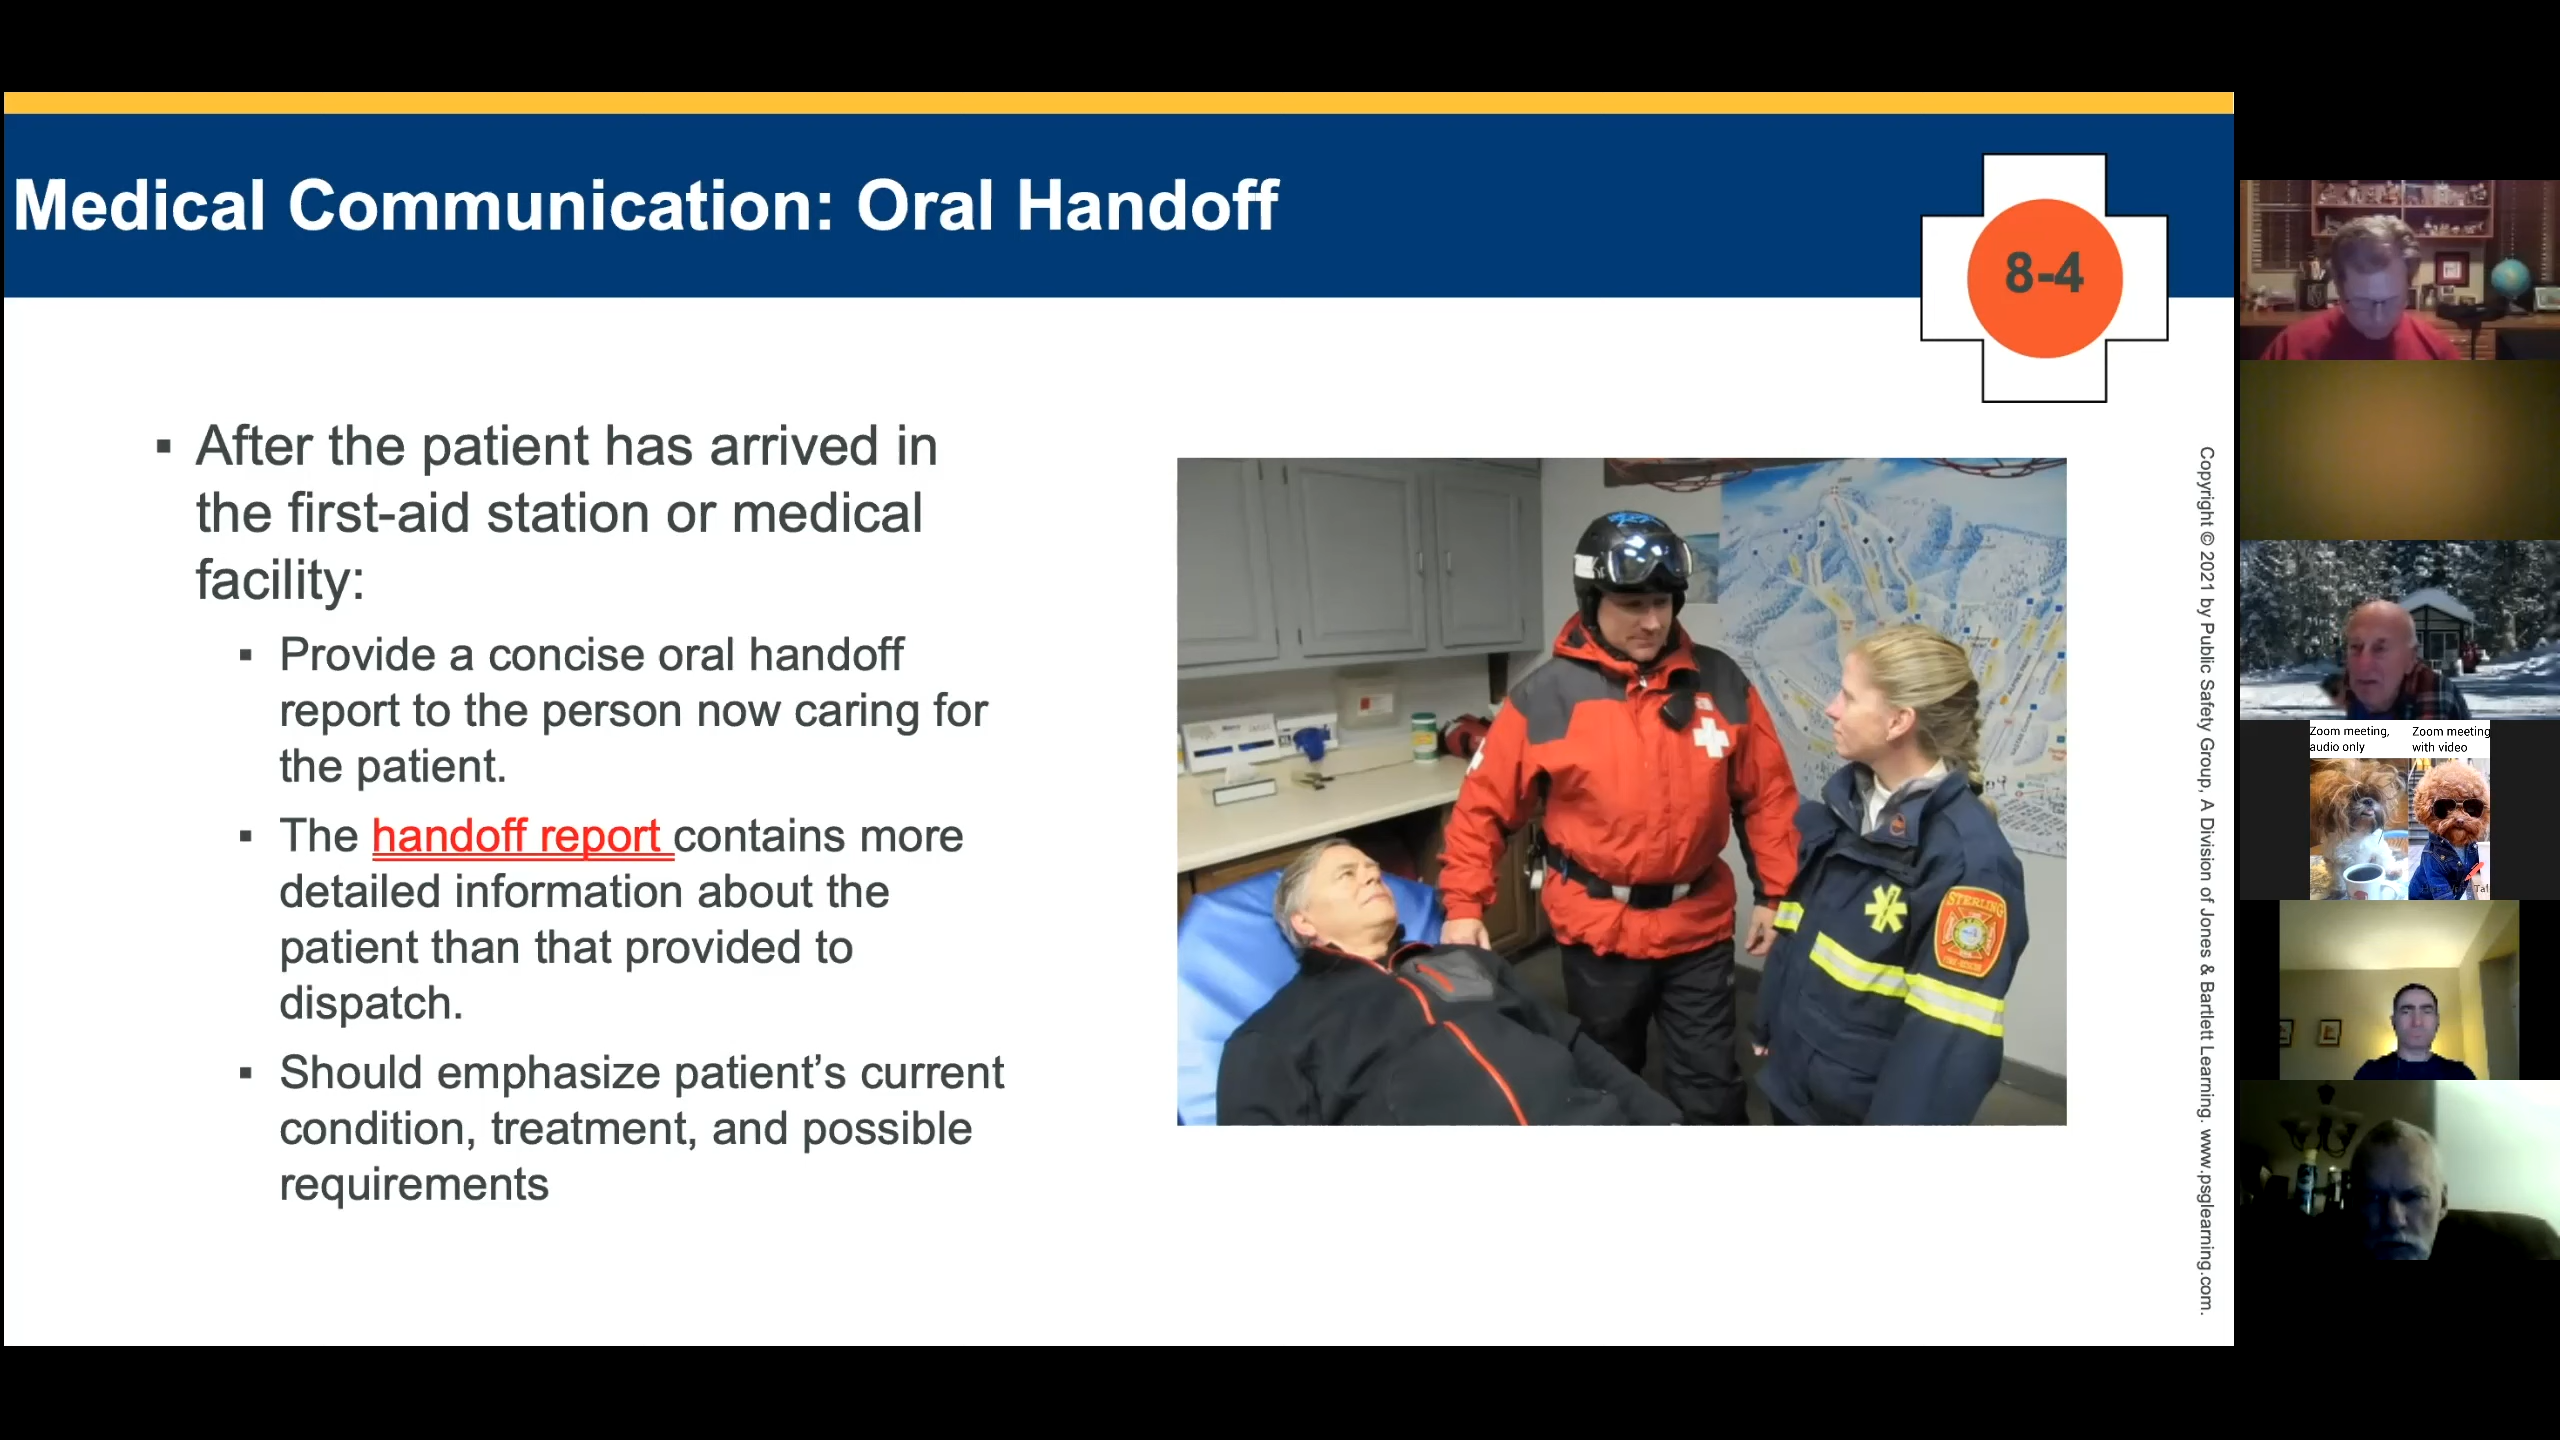 Medical Communication: Oral Handoff
8-4
▪ After the patient has arrived in
the first-aid station or medical
facility:
▪ Provide a concise oral handoff
report to the person now caring for
the patient.
▪ The handoff report contains more
detailed information about the
patient than that provided to
dispatch.
▪ Should emphasize patient’s current
condition, treatment, and possible
requirements
STERLING
Copyright © 2021 by Public Safety Group, A Division of Jones & Bartlett Learning. www.psglearning.com.
Zoom meeting,
audio only
Zoom meeting
with video